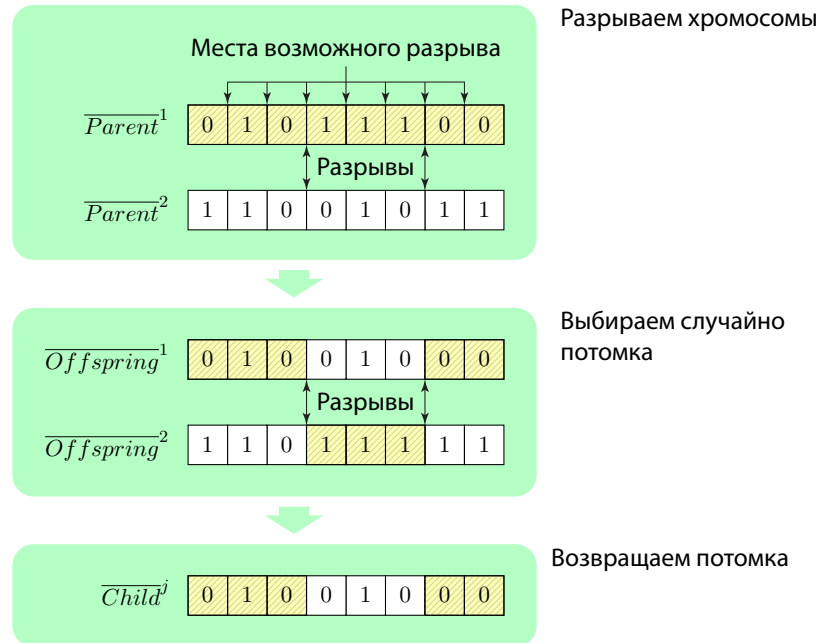 Разрываем хромосомы
Места возможного разрыва
Parent¹ 0 1 0 1 1 1 0 0
Разрывы
Parent² 1 1 0 0 1 0 1 1
Выбираем случайно
потомка
Offspring¹ 0 1 0 0 1 0 0 0
Разрывы
Offspring² 1 1 0 1 1 1 1 1
Возвращаем потомка
Childʲ 0 1 0 0 1 0 0 0